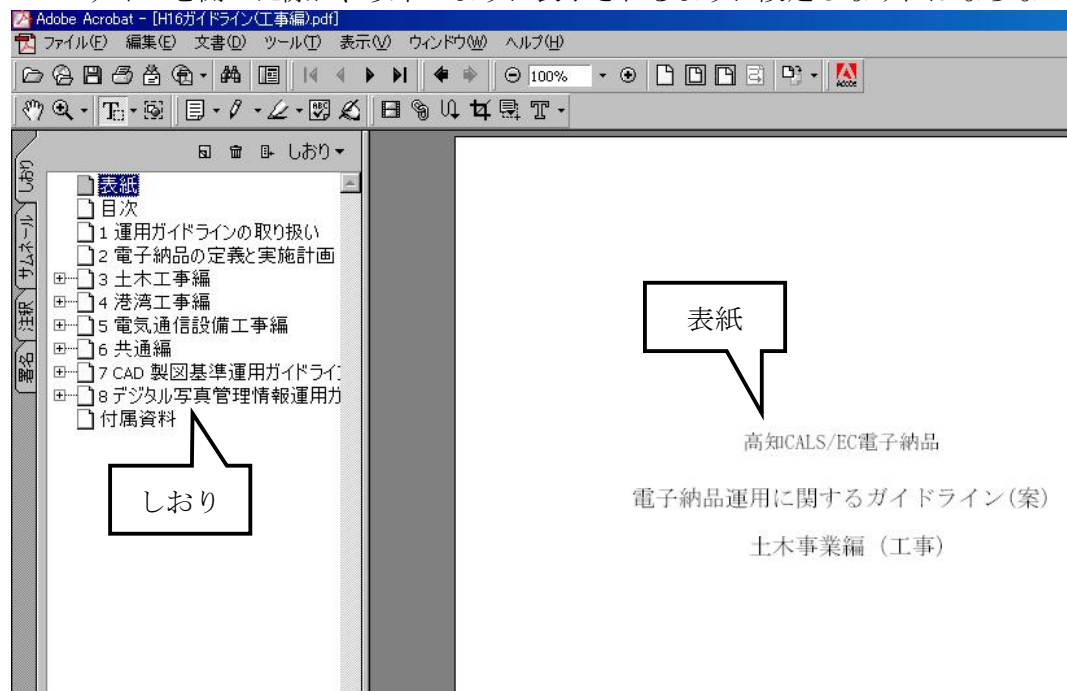 Adobe Acrobat - [H16ガイドライン(工事編).pdf]
ファイル(F) 編集(E) 文書(D) ツール(T) 表示(V) ウィンドウ(W) ヘルプ(H)
100%
Adobe
しおり
しおり
サムネール
注釈
署名
表紙
目次
1 運用ガイドラインの取り扱い
2 電子納品の定義と実施計画
3 土木工事編
4 港湾工事編
5 電気通信設備工事編
6 共通編
7 CAD 製図基準運用ガイドライ
8 デジタル写真管理情報運用ガ
付属資料
しおり
表紙
高知CALS/EC電子納品
電子納品運用に関するガイドライン(案)
土木事業編（工事）